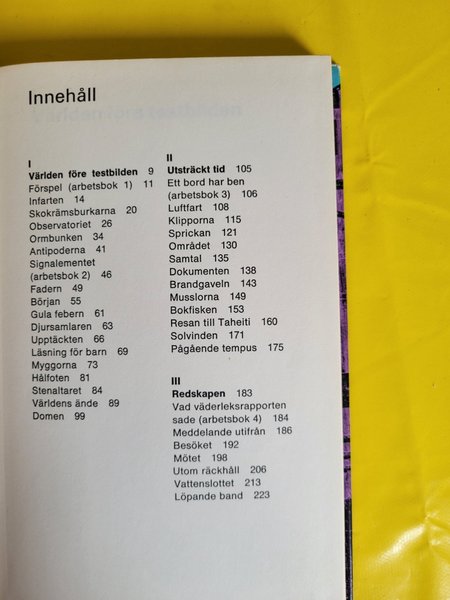 Innehåll
I
Världen före testbilden 9
Förspel (arbetsbok 1) 11
Infarten 14
Skokrämsburkarna 20
Observatoriet 26
Ormbunken 34
Antipoderna 41
Signalementet
(arbetsbok 2) 46
Fadern 49
Början 55
Gula febern 61
Djursamlaren 63
Upptäckten 66
Läsning för barn 69
Myggorna 73
Hålfoten 81
Stenaltaret 84
Världens ände 89
Domen 99
II
Utsträckt tid 105
Ett bord har ben
(arbetsbok 3) 106
Luftfart 108
Klipporna 115
Sprickan 121
Området 130
Samtal 135
Dokumenten 138
Brandgaveln 143
Musslorna 149
Bokfisken 153
Resan till Taheiti 160
Solvinden 171
Pågående tempus 175
III
Redskapen 183
Vad väderleksrapporten
sade (arbetsbok 4) 184
Meddelande utifrån 186
Besöket 192
Mötet 198
Utom räckhåll 206
Vattenslottet 213
Löpande band 223